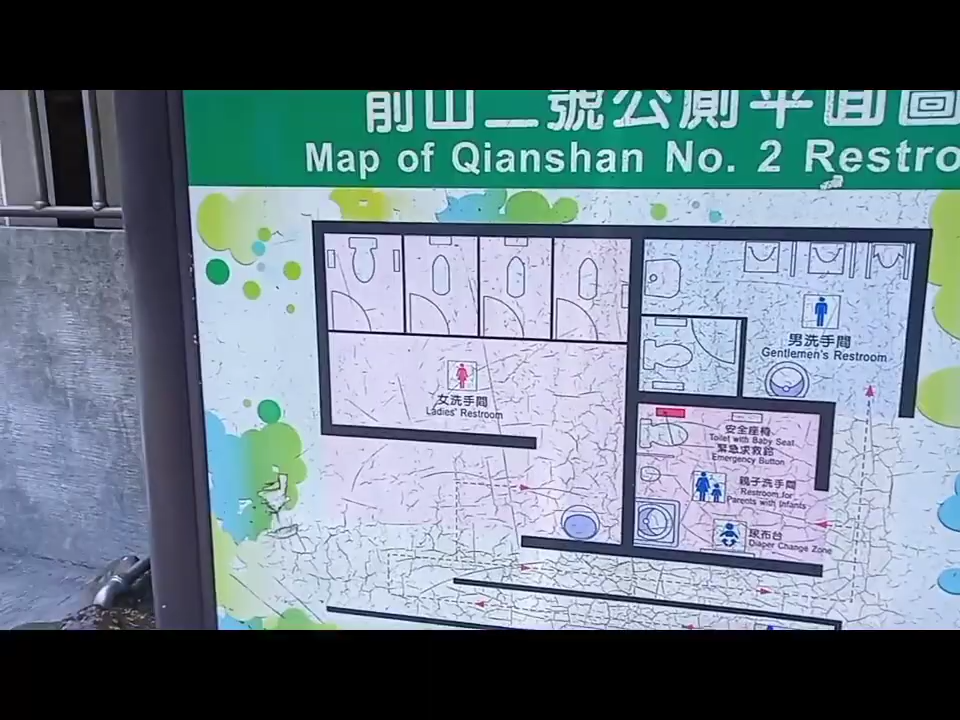 前山二號公廁平面圖
Map of Qianshan No. 2 Restro
男洗手間
Gentlemen's Restroom
女洗手間
Ladies' Restroom
安全座椅
Toilet with Baby Seat
緊急求救鈴
Emergency Button
親子洗手間
Restroom for
Parents with Infants
尿布台
Diaper Change Zone